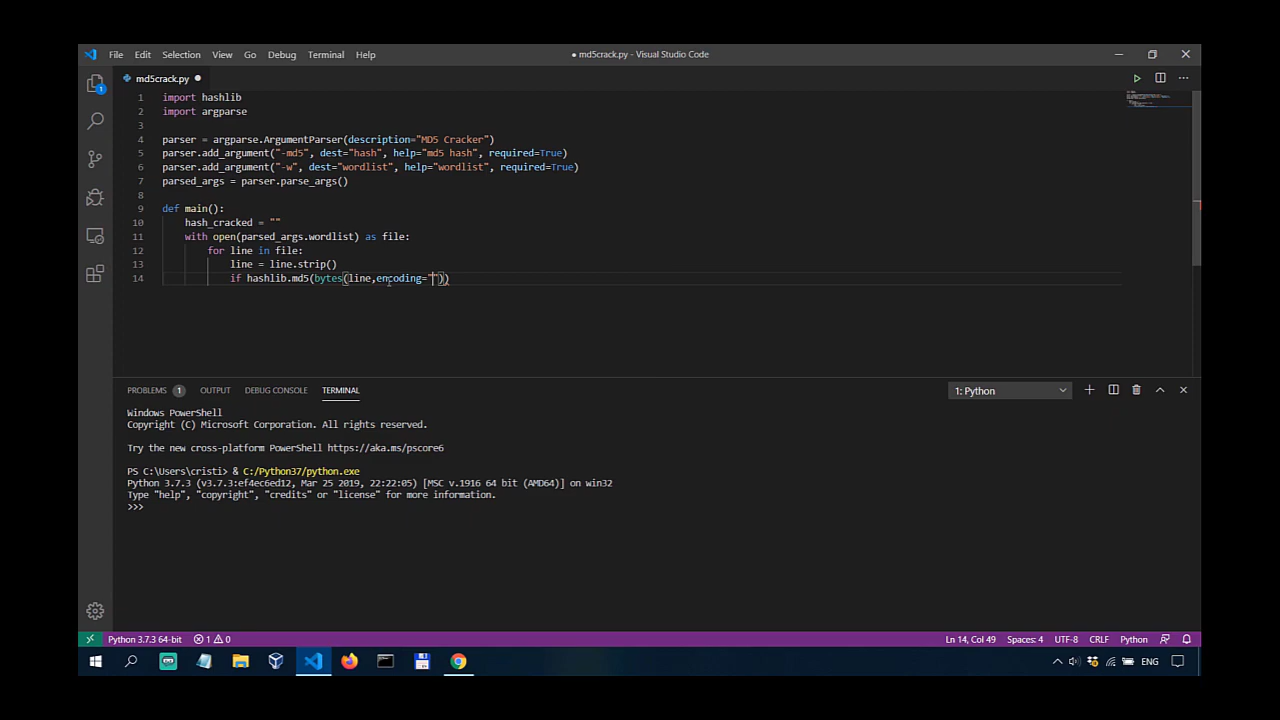 File Edit Selection View Go Debug Terminal Help
● md5crack.py - Visual Studio Code
md5crack.py ●
1 import hashlib
2 import argparse
3
4 parser = argparse.ArgumentParser(description="MD5 Cracker")
5 parser.add_argument("-md5", dest="hash", help="md5 hash", required=True)
6 parser.add_argument("-w", dest="wordlist", help="wordlist", required=True)
7 parsed_args = parser.parse_args()
8
9 def main():
10 hash_cracked = ""
11 with open(parsed_args.wordlist) as file:
12 for line in file:
13 line = line.strip()
14 if hashlib.md5(bytes(line,encoding=""))
PROBLEMS 1 OUTPUT DEBUG CONSOLE TERMINAL 1: Python
Windows PowerShell
Copyright (C) Microsoft Corporation. All rights reserved.
Try the new cross-platform PowerShell https://aka.ms/pscore6
PS C:\Users\cristi> & C:/Python37/python.exe
Python 3.7.3 (v3.7.3:ef4ec6ed12, Mar 25 2019, 22:22:05) [MSC v.1916 64 bit (AMD64)] on win32
Type "help", "copyright", "credits" or "license" for more information.
>>>
Python 3.7.3 64-bit 1 0 Ln 14, Col 49 Spaces: 4 UTF-8 CRLF Python
ENG